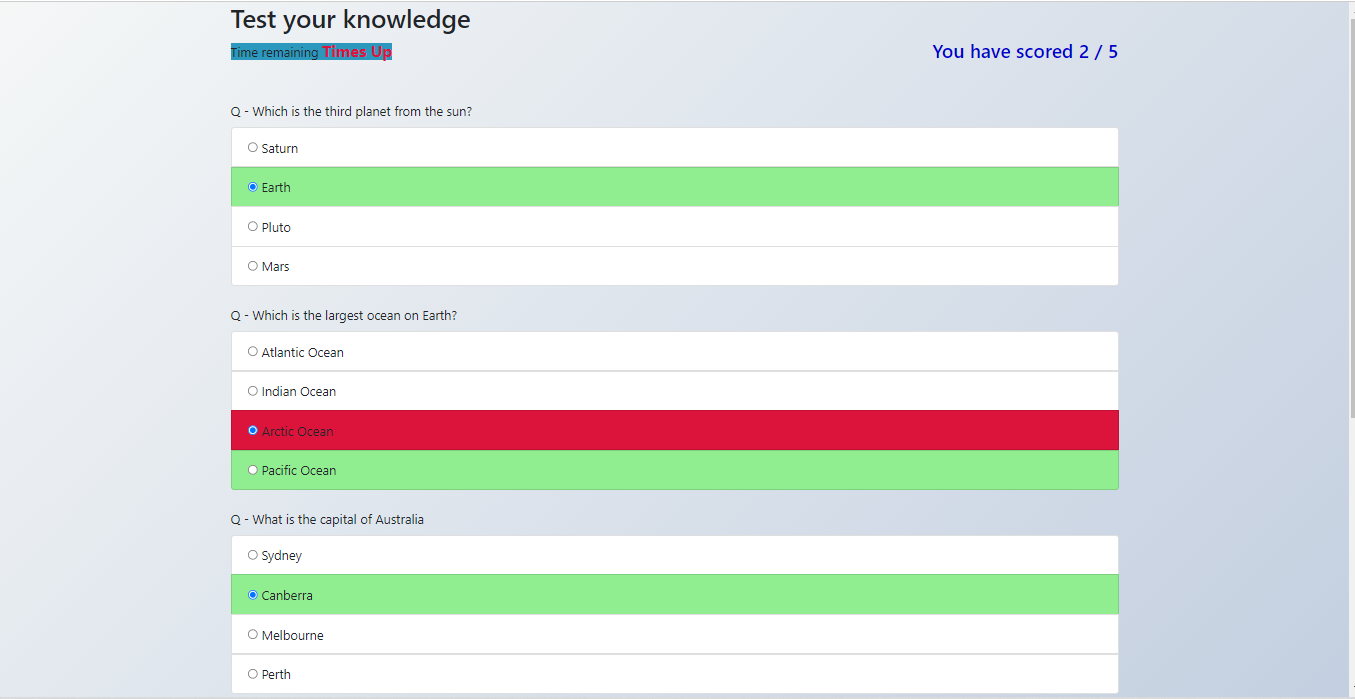 Test your knowledge
Time remaining Times Up
You have scored 2 / 5
Q - Which is the third planet from the sun?
Saturn
Earth
Pluto
Mars
Q - Which is the largest ocean on Earth?
Atlantic Ocean
Indian Ocean
Arctic Ocean
Pacific Ocean
Q - What is the capital of Australia
Sydney
Canberra
Melbourne
Perth